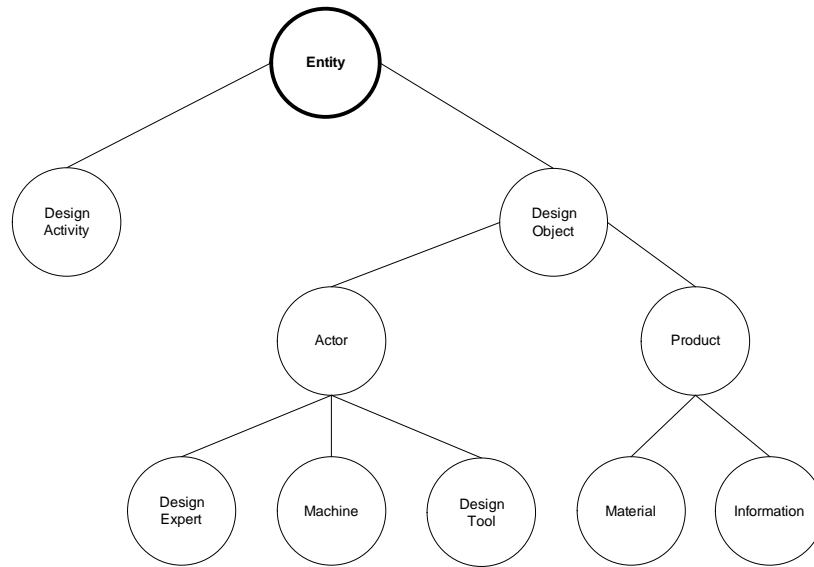 Entity
Design
Activity
Design
Object
Actor
Product
Design
Expert
Machine
Design
Tool
Material
Information